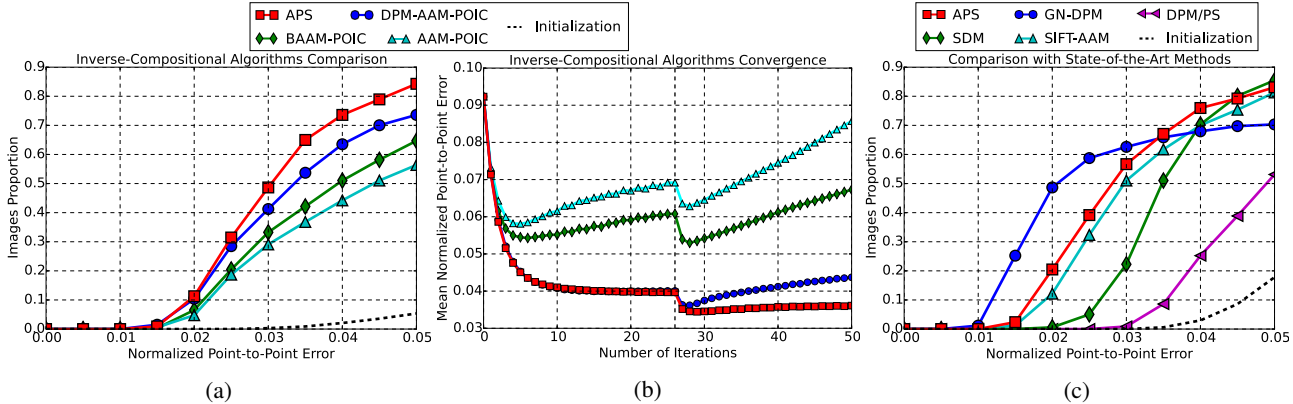 APS DPM-AAM-POIC Initialization
BAAM-POIC AAM-POIC
APS GN-DPM DPM/PS
SDM SIFT-AAM Initialization
Inverse-Compositional Algorithms Comparison
Images Proportion
0.9
0.8
0.7
0.6
0.5
0.4
0.3
0.2
0.1
0.0
0.00 0.01 0.02 0.03 0.04 0.05
Normalized Point-to-Point Error
(a)
Inverse-Compositional Algorithms Convergence
Mean Normalized Point-to-Point Error
0.10
0.09
0.08
0.07
0.06
0.05
0.04
0.03
0 10 20 30 40 50
Number of Iterations
(b)
Comparison with State-of-the-Art Methods
Images Proportion
0.9
0.8
0.7
0.6
0.5
0.4
0.3
0.2
0.1
0.0
0.00 0.01 0.02 0.03 0.04 0.05
Normalized Point-to-Point Error
(c)